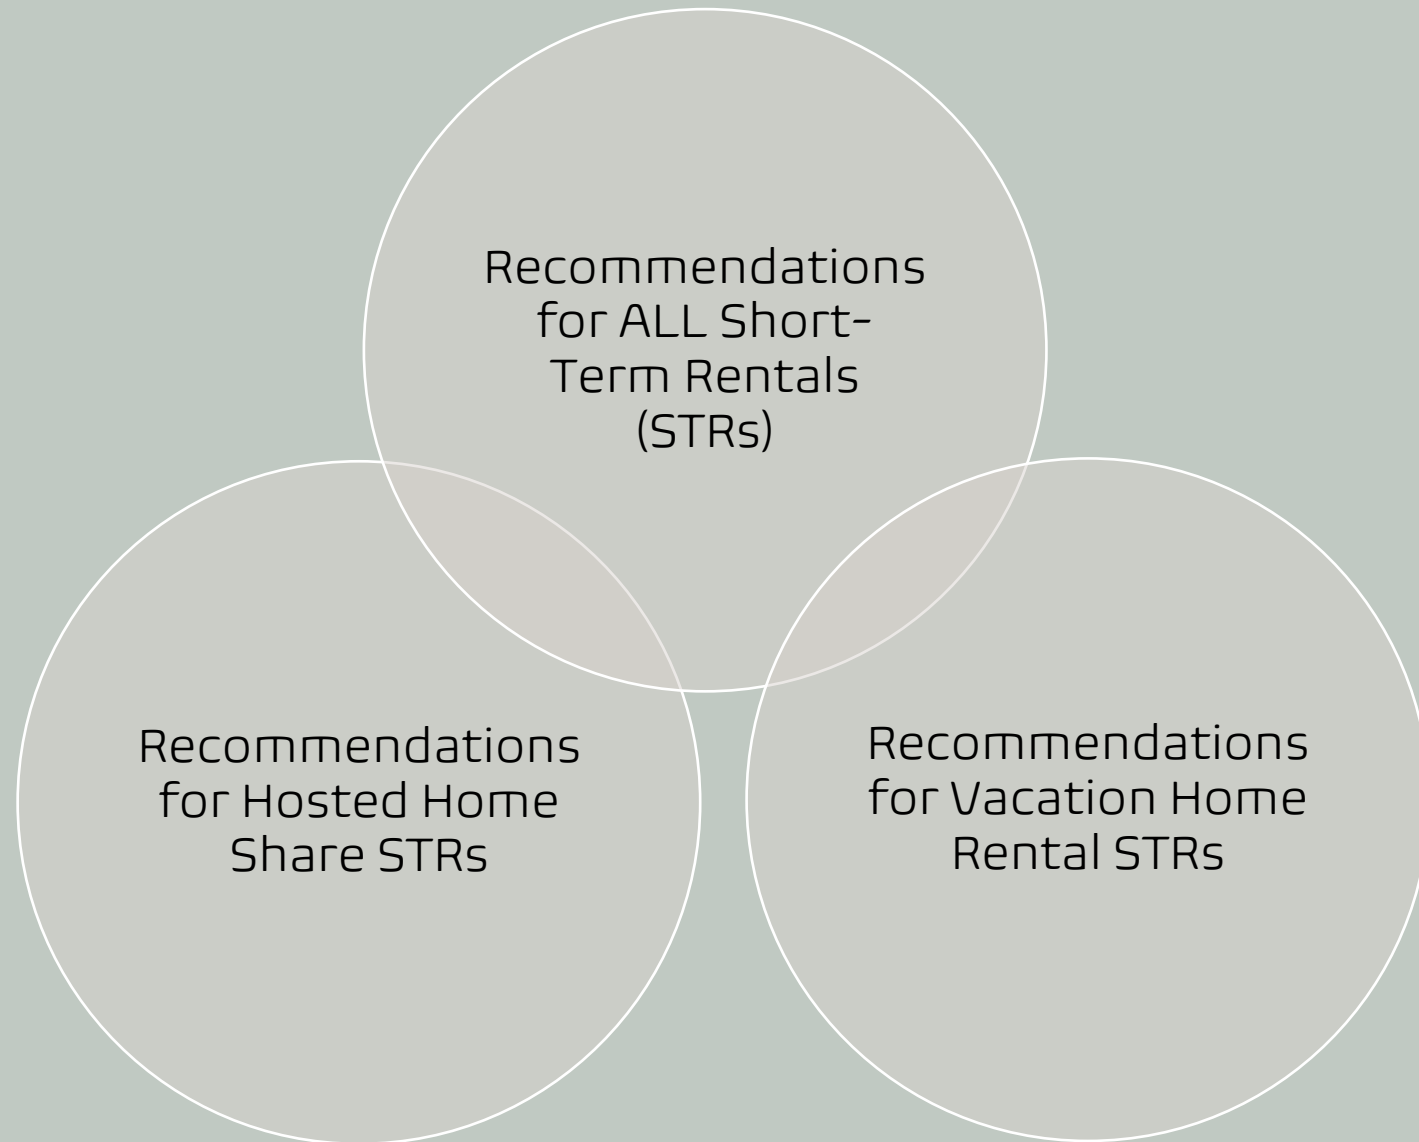 Recommendations
for ALL Short-
Term Rentals
(STRs)
Recommendations
for Hosted Home
Share STRs
Recommendations
for Vacation Home
Rental STRs